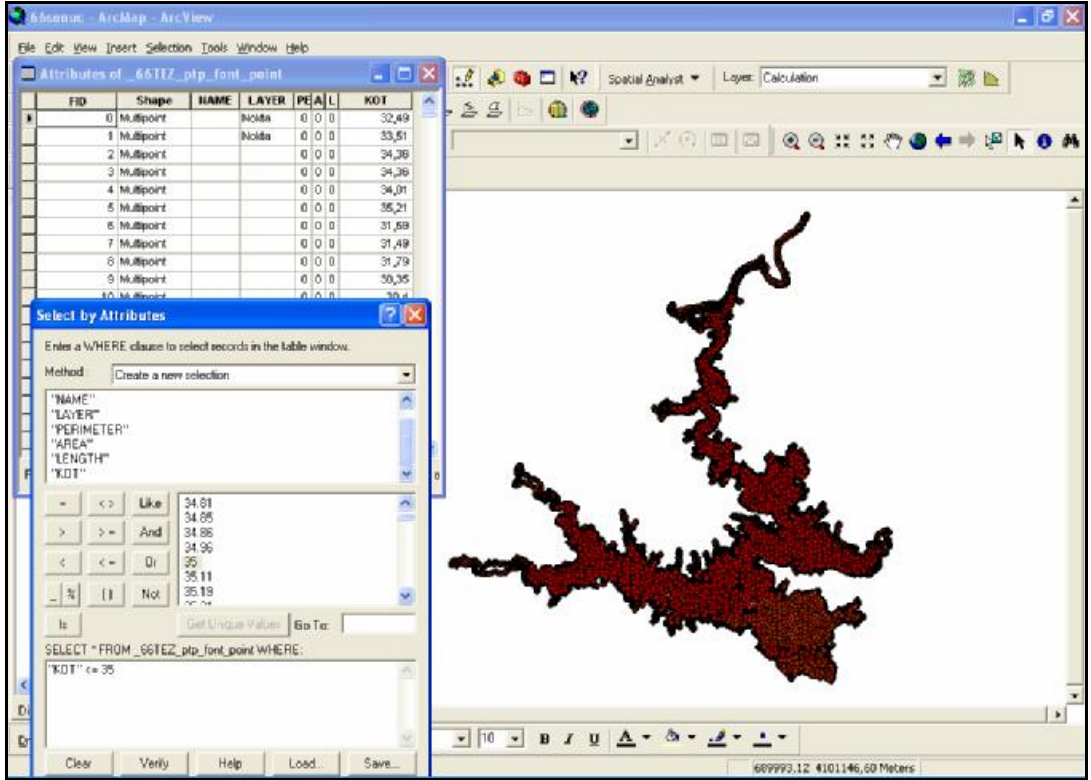 66sonuc - ArcMap - ArcView
File Edit View Insert Selection Tools Window Help
Attributes of _66TEZ_ptp_font_point
Spatial Analyst Layer: Calculation
FID Shape NAME LAYER PE A L KOT
0 Multipoint Nokta 0 0 0 32,49
1 Multipoint Nokta 0 0 0 33,51
2 Multipoint 0 0 0 34,38
3 Multipoint 0 0 0 34,38
4 Multipoint 0 0 0 34,01
5 Multipoint 0 0 0 35,21
6 Multipoint 0 0 0 31,59
7 Multipoint 0 0 0 31,49
8 Multipoint 0 0 0 31,79
9 Multipoint 0 0 0 30,35
10 Multipoint 0 0 0
Select by Attributes
Enter a WHERE clause to select records in the table window.
Method: Create a new selection
"NAME"
"LAYER"
"PERIMETER"
"AREA"
"LENGTH"
"KOT"
= < > Like
> > = And
< < = Or
_ % ( ) Not
Is
34.81
34.85
34.86
34.96
35
35.11
35.19
Get Unique Values Go To:
SELECT * FROM _66TEZ_ptp_font_point WHERE:
"KOT" <= 35
Clear Verify Help Load... Save...
10 B I U A
689993,12 4101146,60 Meters